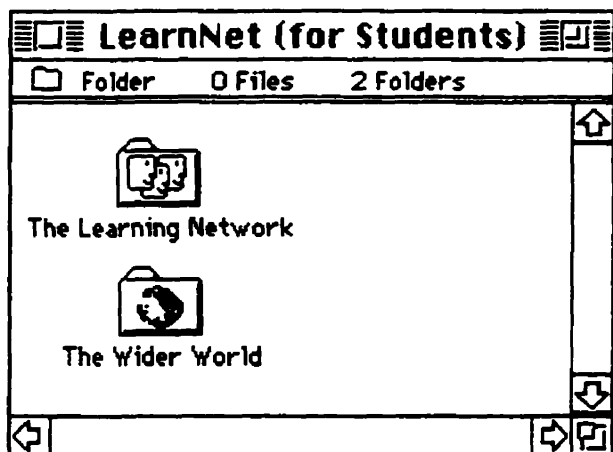 LearnNet (for Students)
Folder 0 Files 2 Folders
The Learning Network
The Wider World